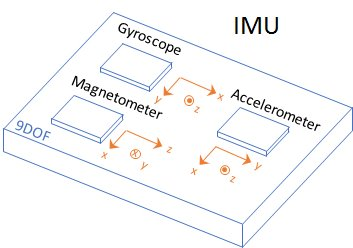 IMU
Gyroscope
x
y
z
Accelerometer
Magnetometer
9DOF
x
z
y
y
x
z